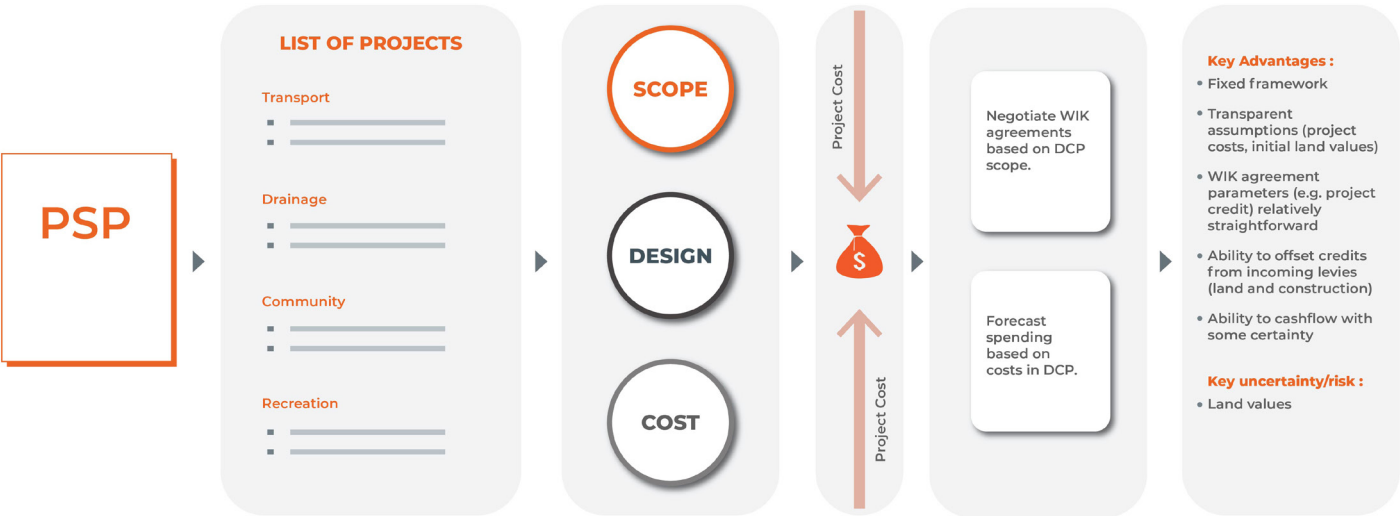 PSP
LIST OF PROJECTS
Transport
Drainage
Community
Recreation
SCOPE
DESIGN
COST
Project Cost
$
Project Cost
Negotiate WIK
agreements
based on DCP
scope.
Forecast
spending
based on
costs in DCP.
Key Advantages :
• Fixed framework
• Transparent
assumptions (project
costs, initial land values)
• WIK agreement
parameters (e.g. project
credit) relatively
straightforward
• Ability to offset credits
from incoming levies
(land and construction)
• Ability to cashflow with
some certainty
Key uncertainty/risk :
• Land values